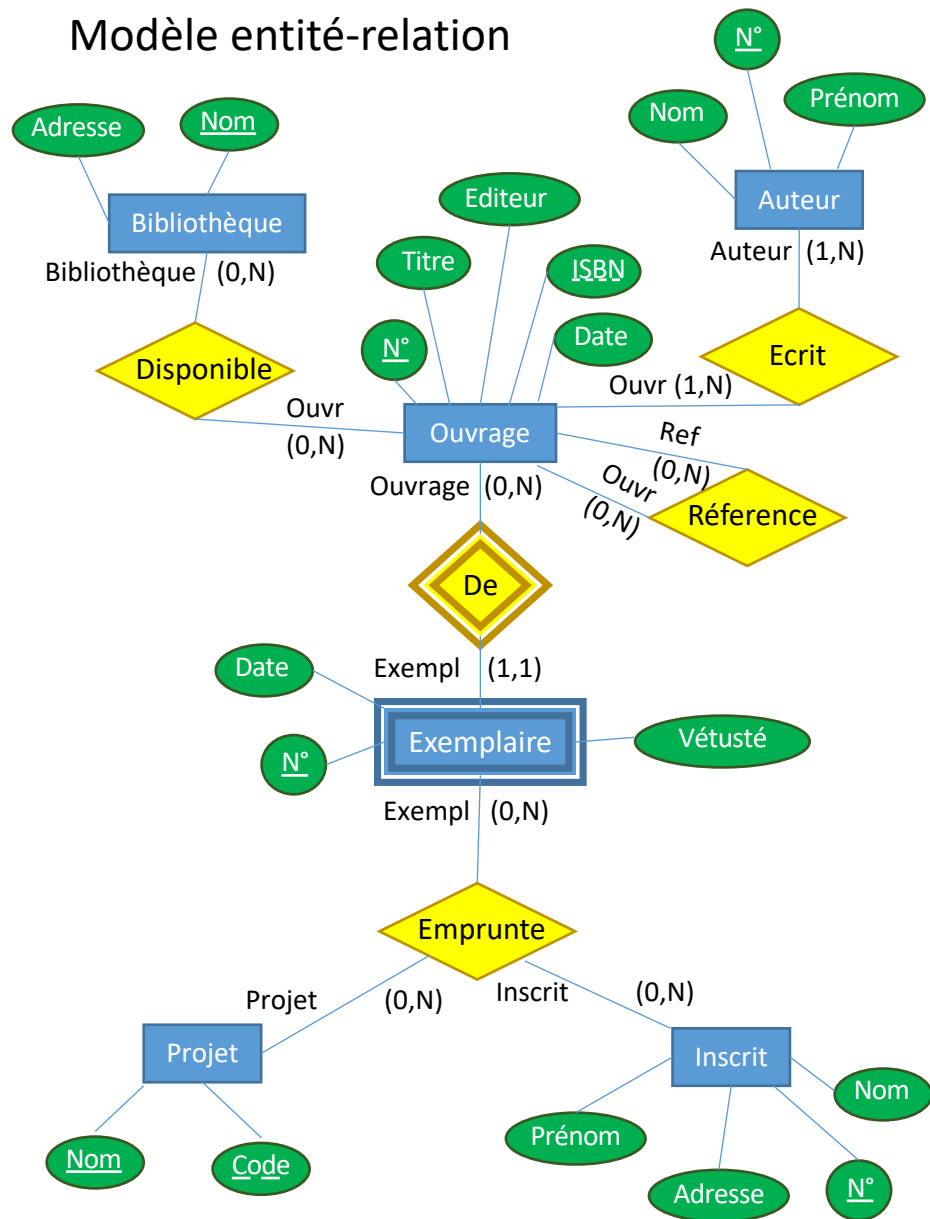 Modèle entité-relation
N°
Adresse
Nom
Nom
Prénom
Bibliothèque
Editeur
Auteur
Bibliothèque (0,N)
Titre
ISBN
Auteur (1,N)
N°
Date
Disponible
Ecrit
Ouvr
(0,N)
Ouvrage
Ouvr (1,N)
Ref
(0,N)
Ouvr
(0,N)
Réference
Ouvrage (0,N)
De
Exempl (1,1)
Date
N°
Exemplaire
Vétusté
Exempl (0,N)
Emprunte
Projet (0,N)
Inscrit (0,N)
Projet
Inscrit
Nom
Prénom
Nom
Code
Adresse
N°